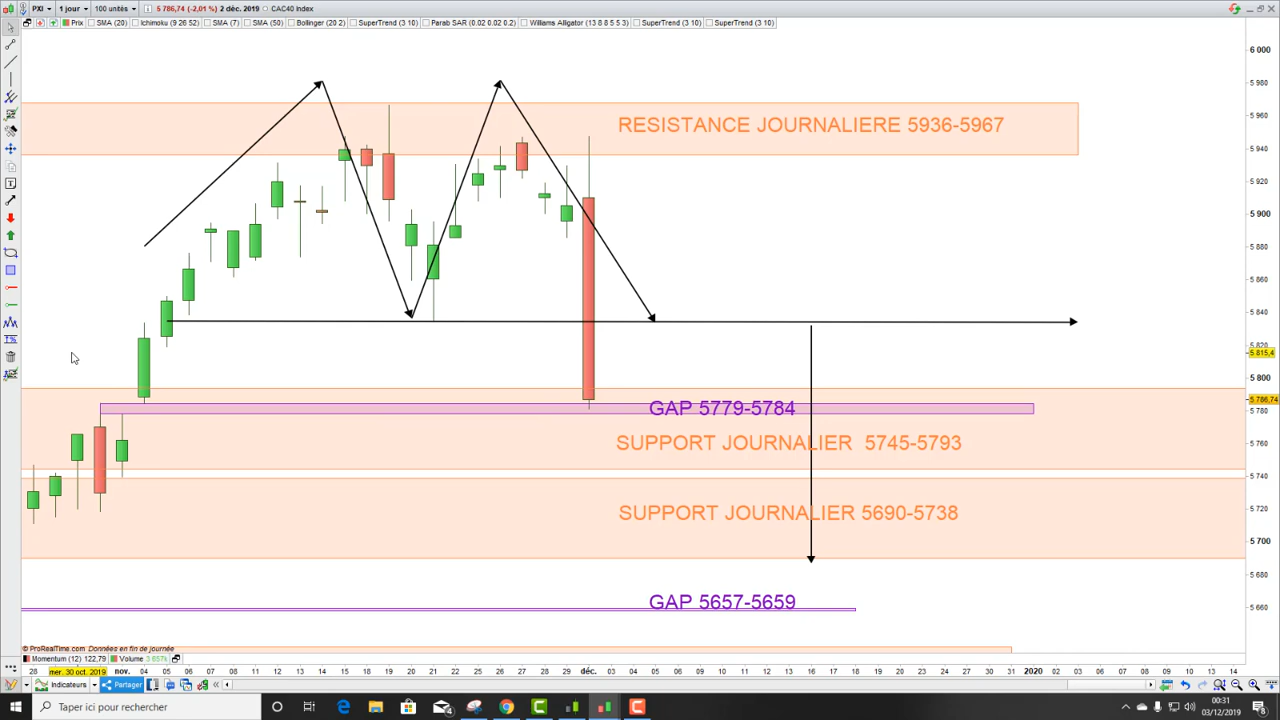 PXI 1 jour 100 unités 5 786,74 (-2,01 %) 2 déc. 2019 CAC40 Index
Prix SMA (20) Ichimoku (9 26 52) SMA (7) SMA (50) Bollinger (20 2) SuperTrend (3 10) Parab SAR (0.02 0.02 0.2) Williams Alligator (13 8 8 5 5 3) SuperTrend (3 10) SuperTrend (3 10)
6 000
5 980
5 960
RESISTANCE JOURNALIERE 5936-5967
5 940
5 920
5 900
5 880
5 860
5 840
5 820
5 815,4
5 800
5 786,74
GAP 5779-5784
5 780
SUPPORT JOURNALIER 5745-5793
5 760
5 740
SUPPORT JOURNALIER 5690-5738
5 720
5 700
5 680
GAP 5657-5659
5 660
© ProRealTime.com Données en fin de journée
Momentum (12) 122,79 Volume 3 657k
28 mer. 30 oct. 2019 nov. 04 05 06 07 08 11 12 13 14 15 18 19 20 21 22 25 26 27 28 29 déc. 03 04 05 06 09 10 11 12 13 16 17 18 19 20 23 24 26 27 30 31 2020 03 06 07 08 09 10 13 14
Indicateurs Partager
Taper ici pour rechercher
00:31
03/12/2019